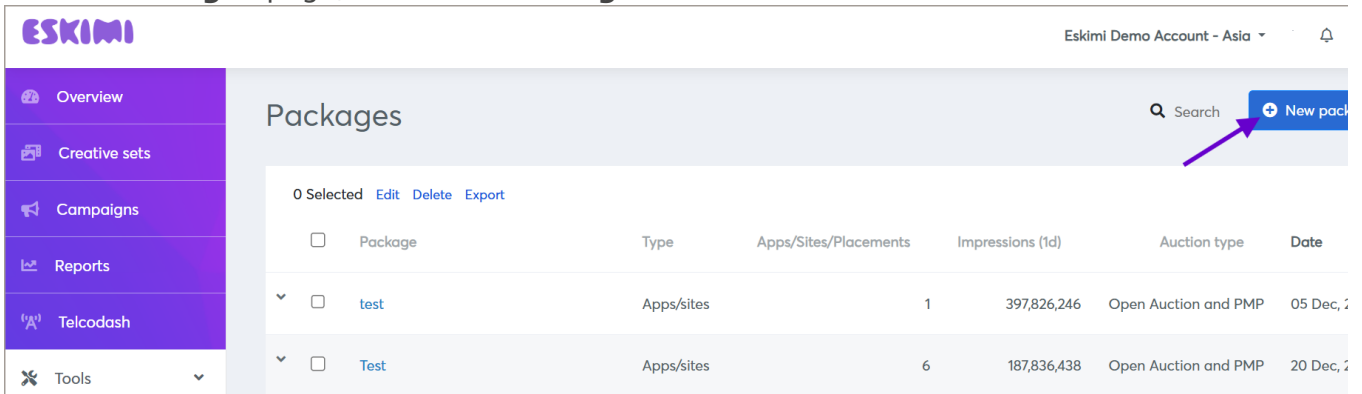 ESKIMI
Eskimi Demo Account - Asia
Overview
Packages
Search
New pack
Creative sets
0 Selected Edit Delete Export
Campaigns
Package Type Apps/Sites/Placements Impressions (1d) Auction type Date
Reports
test Apps/sites 1 397,826,246 Open Auction and PMP 05 Dec, 2
Telcodash
Test Apps/sites 6 187,836,438 Open Auction and PMP 20 Dec, 2
Tools